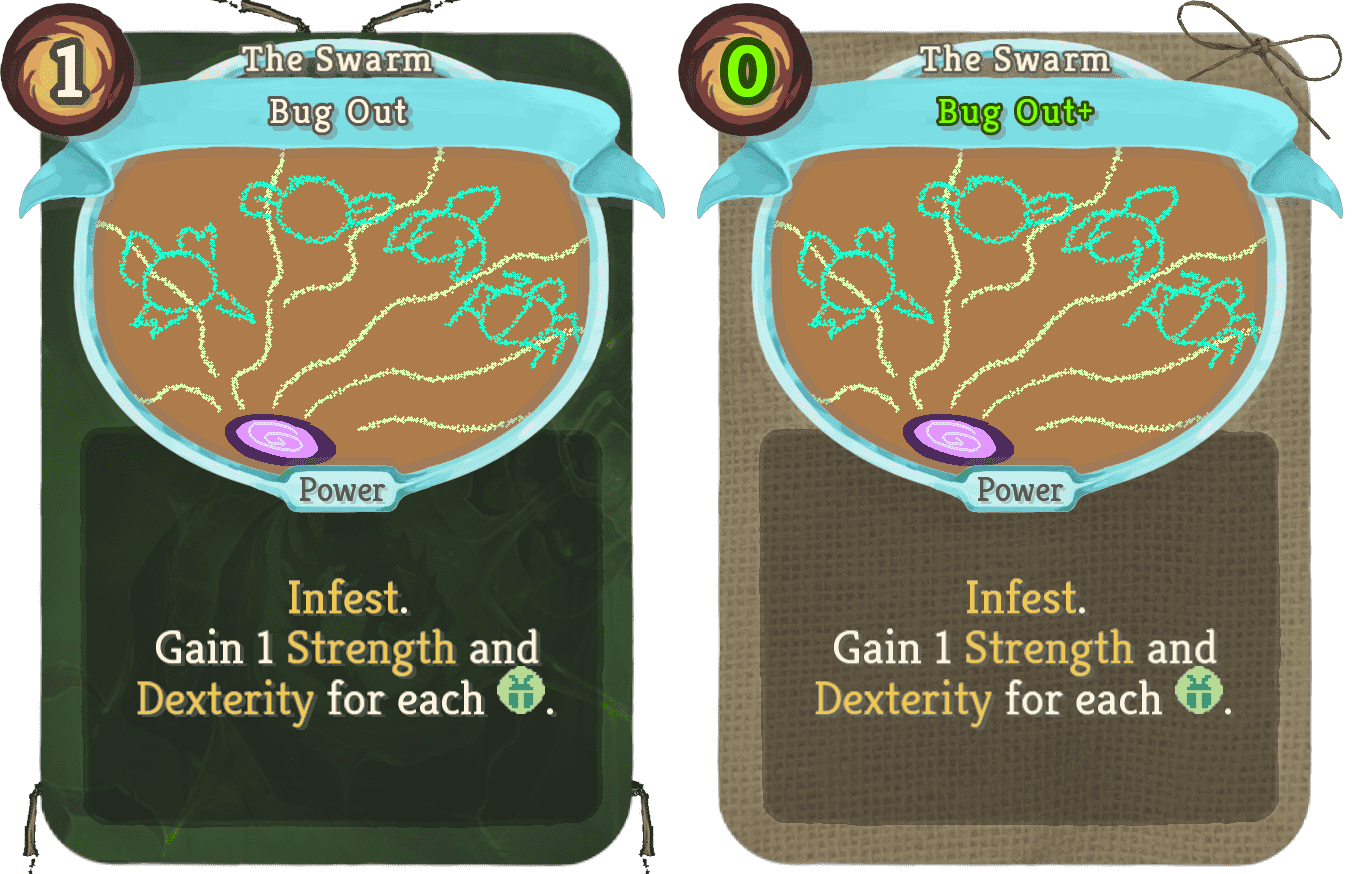 1
The Swarm
Bug Out
Power
Infest.
Gain 1 Strength and
Dexterity for each .
0
The Swarm
Bug Out+
Power
Infest.
Gain 1 Strength and
Dexterity for each .